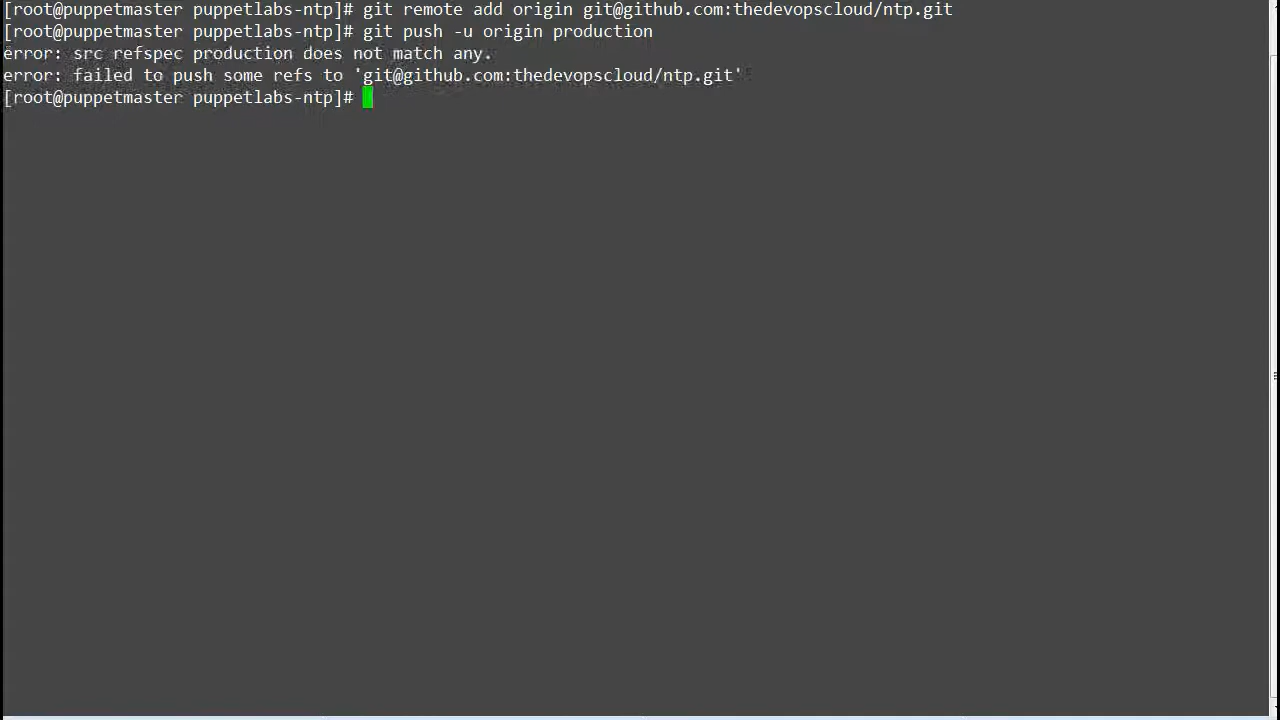 [root@puppetmaster puppetlabs-ntp]# git remote add origin git@github.com:thedevopscloud/ntp.git
[root@puppetmaster puppetlabs-ntp]# git push -u origin production
error: src refspec production does not match any.
error: failed to push some refs to 'git@github.com:thedevopscloud/ntp.git'
[root@puppetmaster puppetlabs-ntp]#